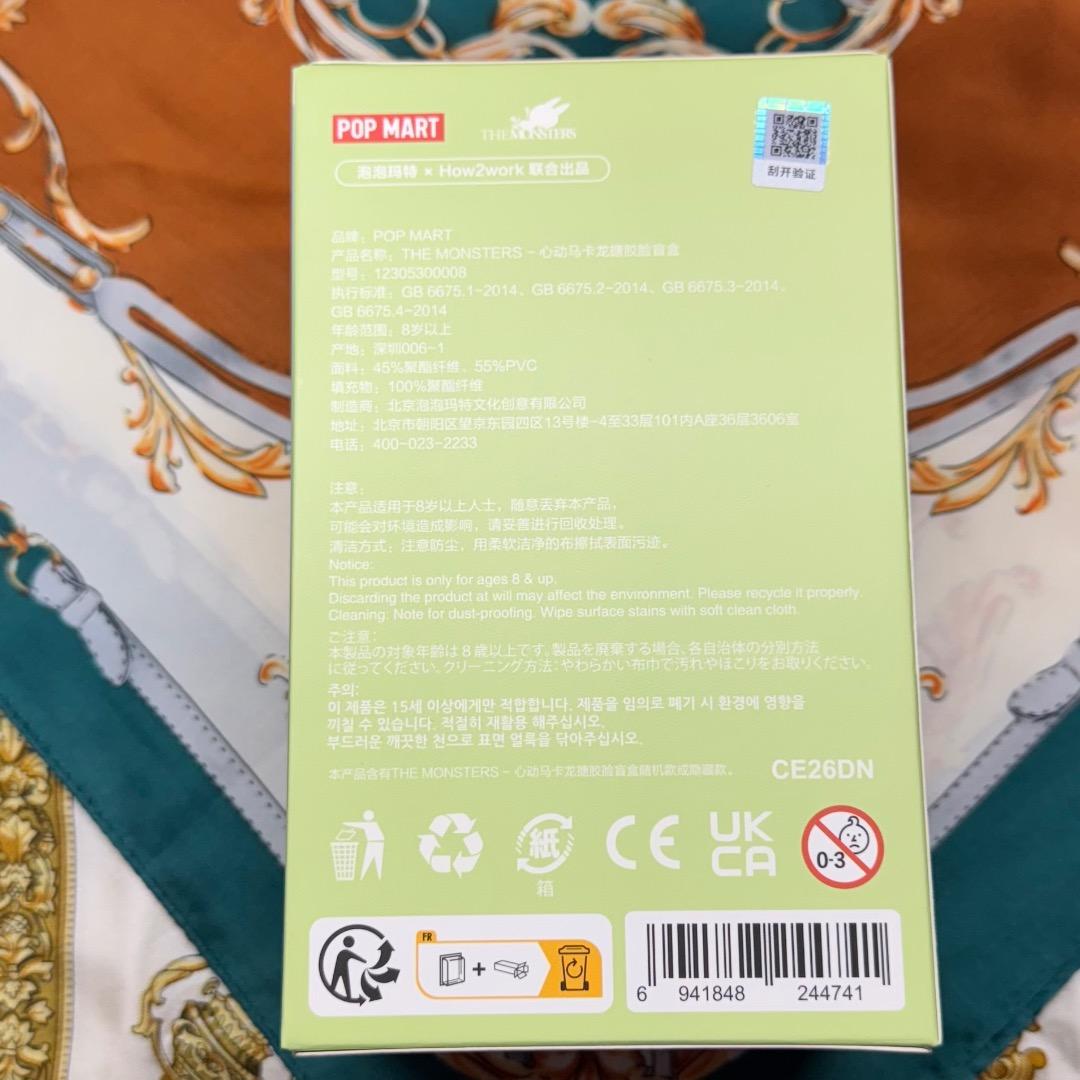 POP MART
THE MONSTERS
泡泡玛特 × How2work 联合出品
刮开验证
品牌：POP MART
产品名称：THE MONSTERS - 心动马卡龙搪胶脸盲盒
型号：12305300008
执行标准：GB 6675.1-2014、GB 6675.2-2014、GB 6675.3-2014、
GB 6675.4-2014
年龄范围：8岁以上
产地：深圳006-1
面料：45%聚酯纤维、55%PVC
填充物：100%聚酯纤维
制造商：北京泡泡玛特文化创意有限公司
地址：北京市朝阳区望京东园四区13号楼-4至33层101内A座36层3606室
电话：400-023-2233
注意：
本产品适用于8岁以上人士，随意丢弃本产品，
可能会对环境造成影响，请妥善进行回收处理。
清洁方式：注意防尘，用柔软洁净的布擦拭表面污迹。
Notice:
This product is only for ages 8 & up.
Discarding the product at will may affect the environment. Please recycle it properly.
Cleaning: Note for dust-proofing. Wipe surface stains with soft clean cloth.
ご注意：
本製品の対象年齢は８歳以上です。製品を廃棄する場合、各自治体の分別方法
に従ってください。クリーニング方法：やわらかい布巾で汚れやほこりをお取りください。
주의:
이 제품은 15세 이상에게만 적합합니다. 제품을 임의로 폐기 시 환경에 영향을
끼칠 수 있습니다. 적절히 재활용 해주십시오.
부드러운 깨끗한 천으로 표면 얼룩을 닦아주십시오.
本产品含有THE MONSTERS - 心动马卡龙搪胶脸盲盒随机款或隐藏款。
CE26DN
紙
箱
CE
UK
CA
0-3
FR
+
6 941848 244741